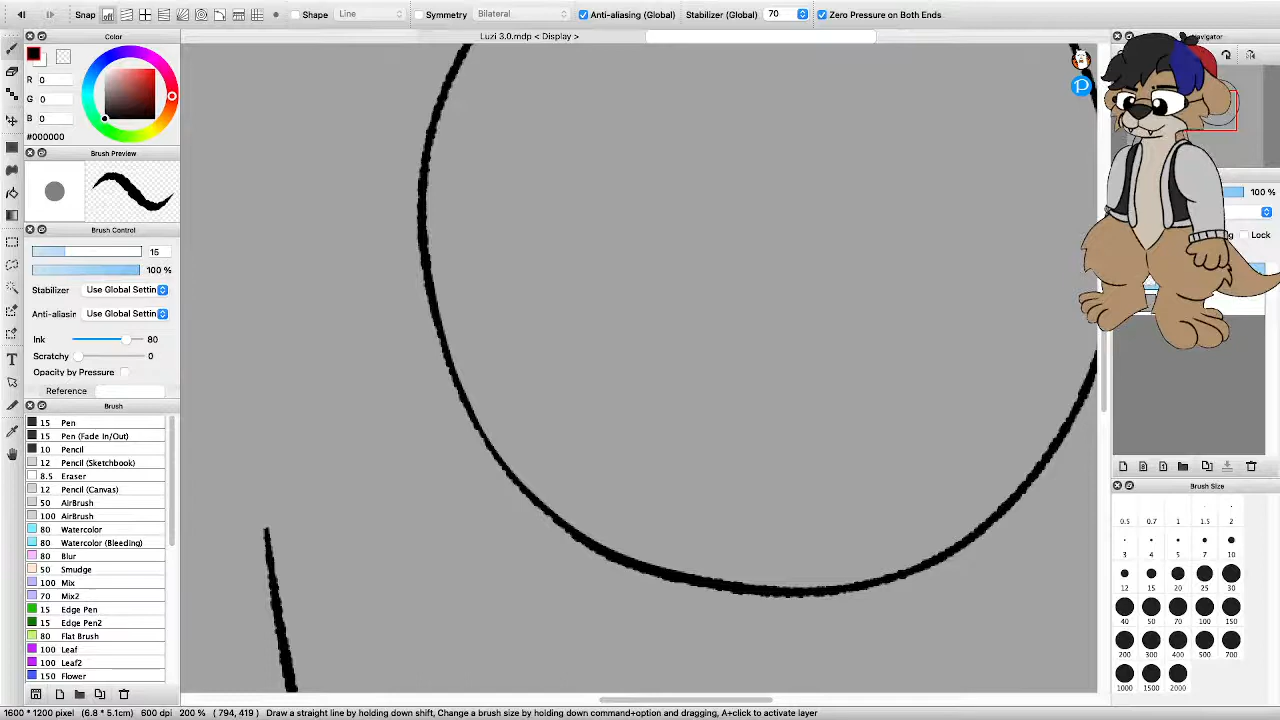 Snap Shape Line Symmetry Bilateral Anti-aliasing (Global) Stabilizer (Global) 70 Zero Pressure on Both Ends
Color
Luzi 3.0.mdp < Display >
R 0
G 0
B 0
#000000
Brush Preview
Brush Control
15
100 %
Stabilizer Use Global Settin
Anti-aliasin Use Global Settin
Ink 80
Scratchy 0
Opacity by Pressure
Reference
Brush
15 Pen
15 Pen (Fade In/Out)
10 Pencil
12 Pencil (Sketchbook)
8.5 Eraser
12 Pencil (Canvas)
50 AirBrush
100 AirBrush
80 Watercolor
80 Watercolor (Bleeding)
80 Blur
50 Smudge
100 Mix
70 Mix2
15 Edge Pen
15 Edge Pen2
80 Flat Brush
100 Leaf
100 Leaf2
150 Flower
100 %
Lock
Brush Size
0.5 0.7 1 1.5 2
3 4 5 7 10
12 15 20 25 30
40 50 70 100 150
200 300 400 500 700
1000 1500 2000
1600 * 1200 pixel (6.8 * 5.1cm) 600 dpi 200 % ( 794, 419 ) Draw a straight line by holding down shift, Change a brush size by holding down command+option and dragging, A+click to activate layer